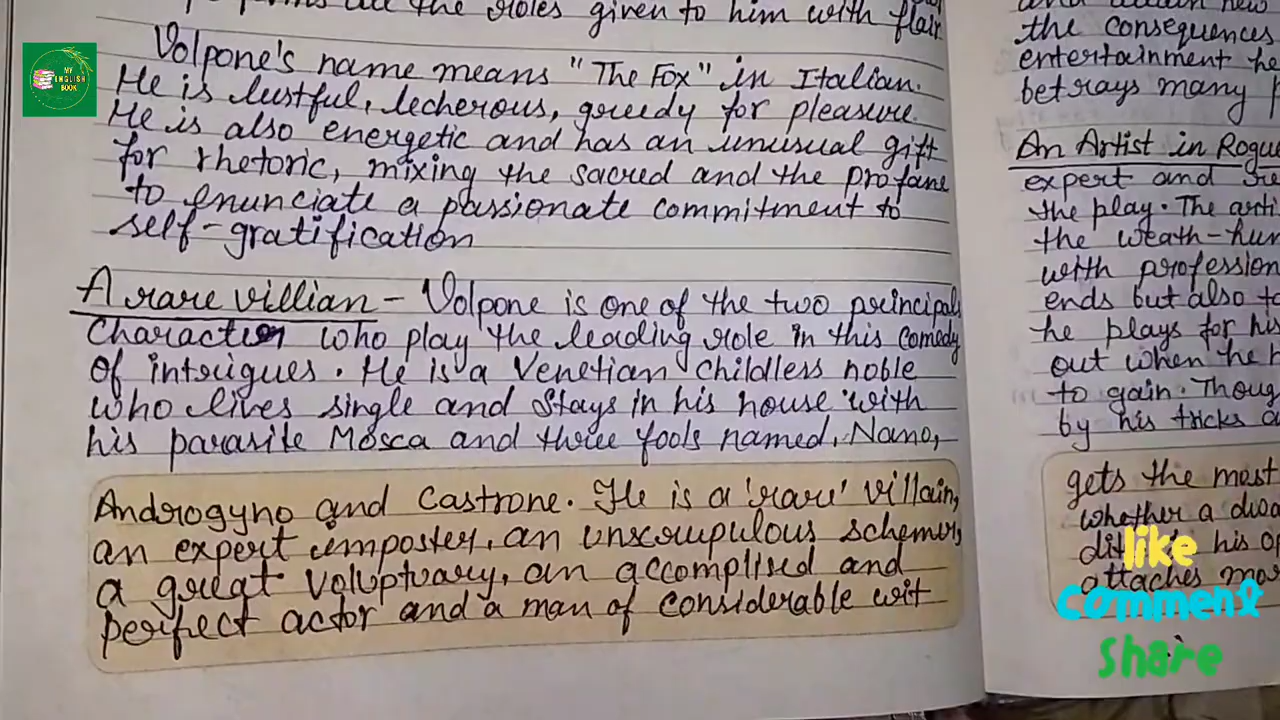 performs all the roles given to him with flair.
Volpone's name means "The Fox" in Italian.
He is lustful, lecherous, greedy for pleasure.
He is also energetic and has an unusual gift
for rhetoric, mixing the sacred and the profane
to enunciate a passionate commitment to
self-gratification
A rare villian - Volpone is one of the two principal
character who play the leading role in this comedy
of intrigues. He is a Venetian childless noble
who lives single and stays in his house with
his parasite Mosca and three fools named, Nano,
Androgyno and Castrone. He is a 'rare' villain,
an expert imposter, an unscrupulous schemer,
a great voluptuary, an accomplised and
perfect actor and a man of considerable wit
new
the consequences
entertainment he
betrays many
An Artist in Rogue
expert and
the play. The arti
the weath-hun
with profession
ends but also to
he plays for his
out when he h
to gain. Thoug
by his tricks
gets the most
whether a
his
attaches mor
MY
ENGLISH
BOOK
like
Comment
Share